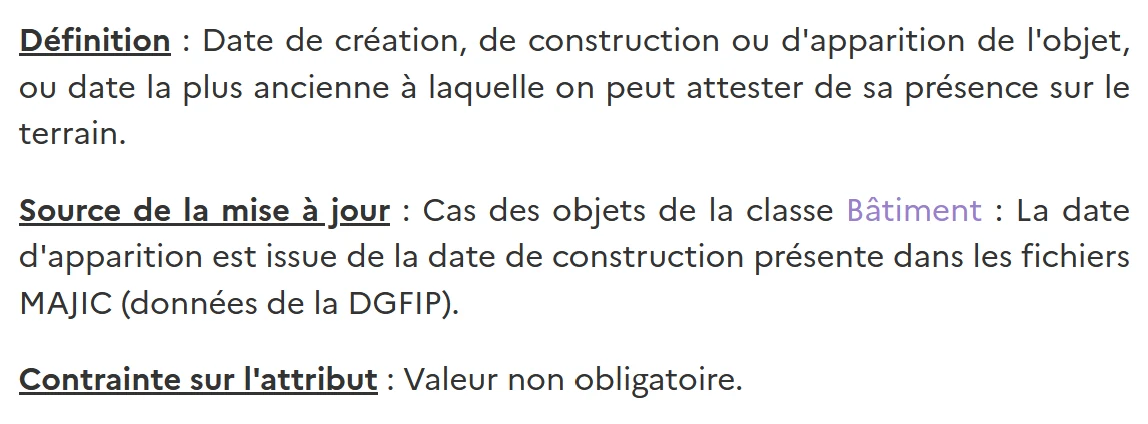 Définition : Date de création, de construction ou d'apparition de l'objet,
ou date la plus ancienne à laquelle on peut attester de sa présence sur le
terrain.
Source de la mise à jour : Cas des objets de la classe Bâtiment : La date
d'apparition est issue de la date de construction présente dans les fichiers
MAJIC (données de la DGFIP).
Contrainte sur l'attribut : Valeur non obligatoire.